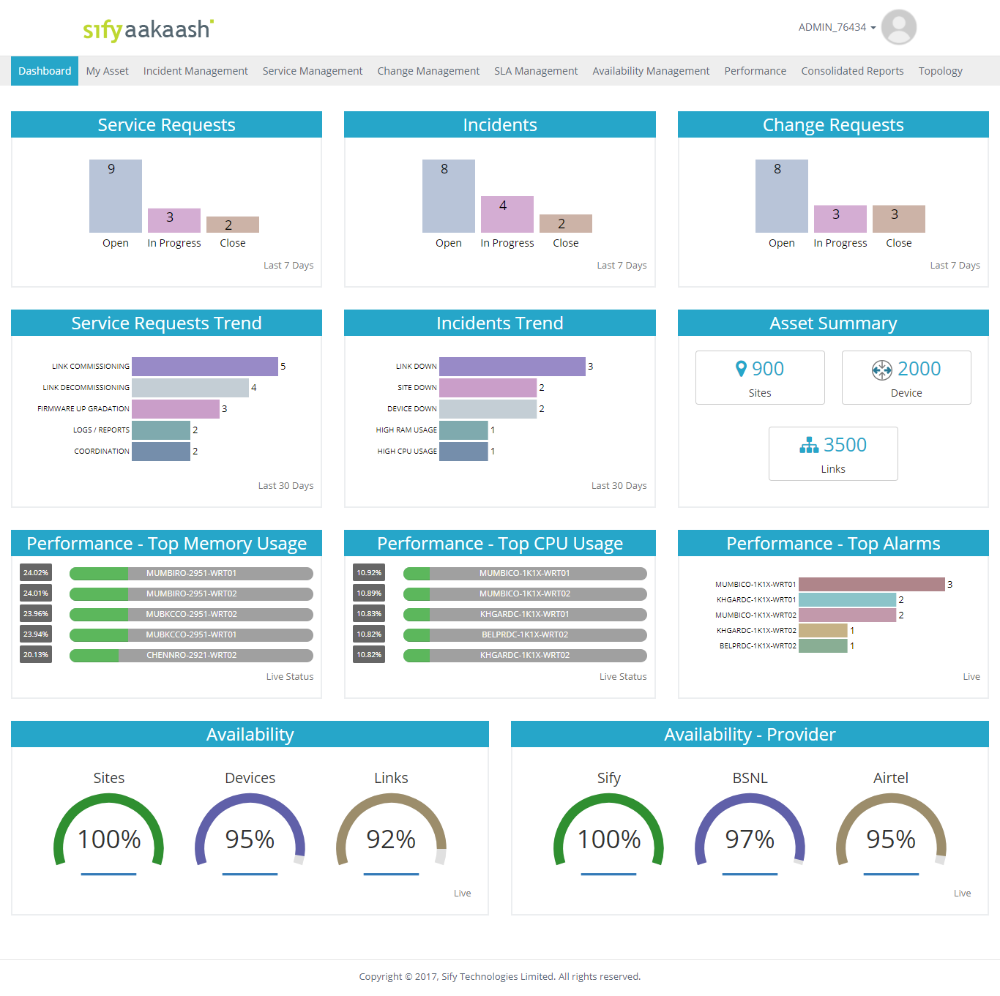 sify aakaash
ADMIN_76434
Dashboard My Asset Incident Management Service Management Change Management SLA Management Availability Management Performance Consolidated Reports Topology
Service Requests
9
3
2
Open In Progress Close
Last 7 Days
Incidents
8
4
2
Open In Progress Close
Last 7 Days
Change Requests
8
3
3
Open In Progress Close
Last 7 Days
Service Requests Trend
LINK COMMISSIONING 5
LINK DECOMMISSIONING 4
FIRMWARE UP GRADATION 3
LOGS / REPORTS 2
COORDINATION 2
Last 30 Days
Incidents Trend
LINK DOWN 3
SITE DOWN 2
DEVICE DOWN 2
HIGH RAM USAGE 1
HIGH CPU USAGE 1
Last 30 Days
Asset Summary
900
Sites
2000
Device
3500
Links
Performance - Top Memory Usage
24.02% MUMBIRO-2951-WRT01
24.01% MUMBIRO-2951-WRT02
23.96% MUBKCCO-2951-WRT02
23.94% MUBKCCO-2951-WRT01
20.13% CHENNRO-2921-WRT02
Live Status
Performance - Top CPU Usage
10.92% MUMBICO-1K1X-WRT01
10.89% MUMBICO-1K1X-WRT02
10.83% KHGARDC-1K1X-WRT01
10.82% BELPRDC-1K1X-WRT02
10.82% KHGARDC-1K1X-WRT02
Live Status
Performance - Top Alarms
MUMBICO-1K1X-WRT01 3
KHGARDC-1K1X-WRT01 2
MUMBICO-1K1X-WRT02 2
KHGARDC-1K1X-WRT02 1
BELPRDC-1K1X-WRT02 1
Live
Availability
Sites Devices Links
100% 95% 92%
Live
Availability - Provider
Sify BSNL Airtel
100% 97% 95%
Live
Copyright © 2017, Sify Technologies Limited. All rights reserved.